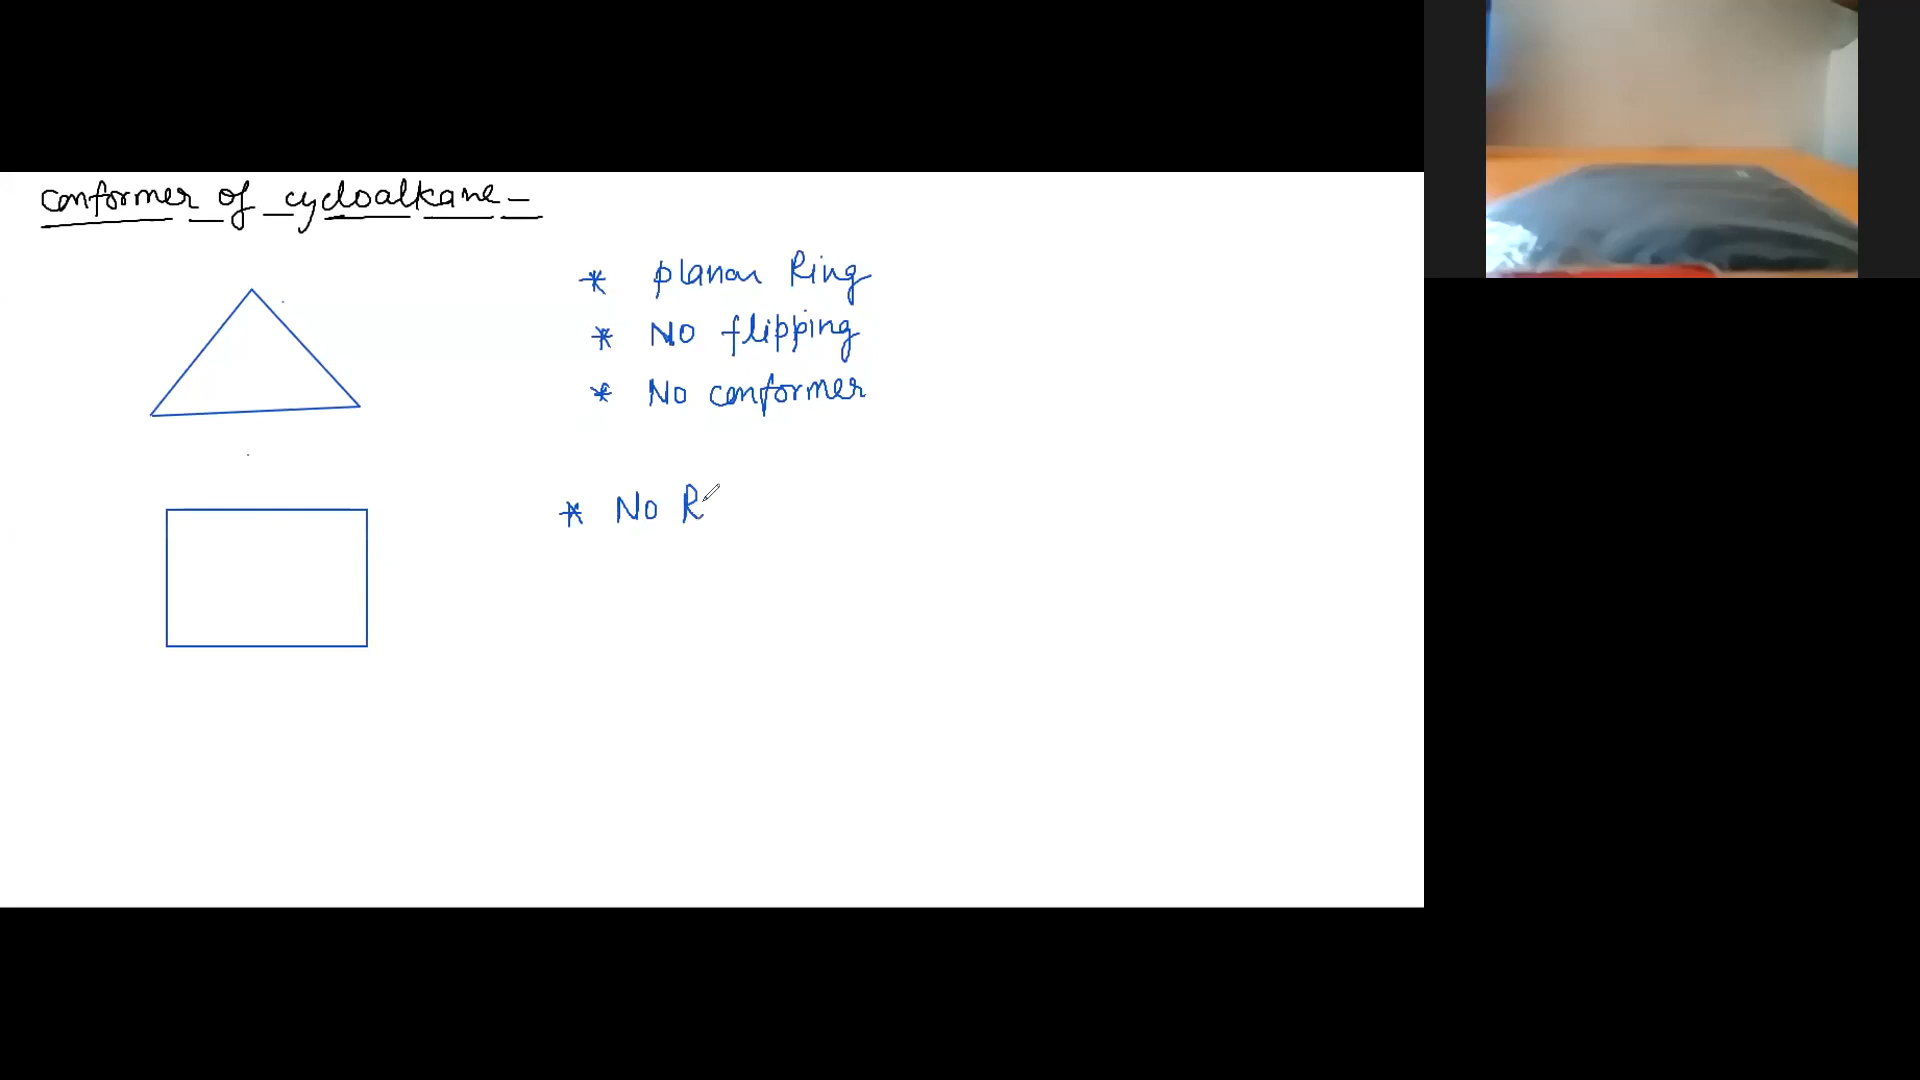 conformer of cycloalkane -
* planar Ring
* No flipping
* No conformer
* No R